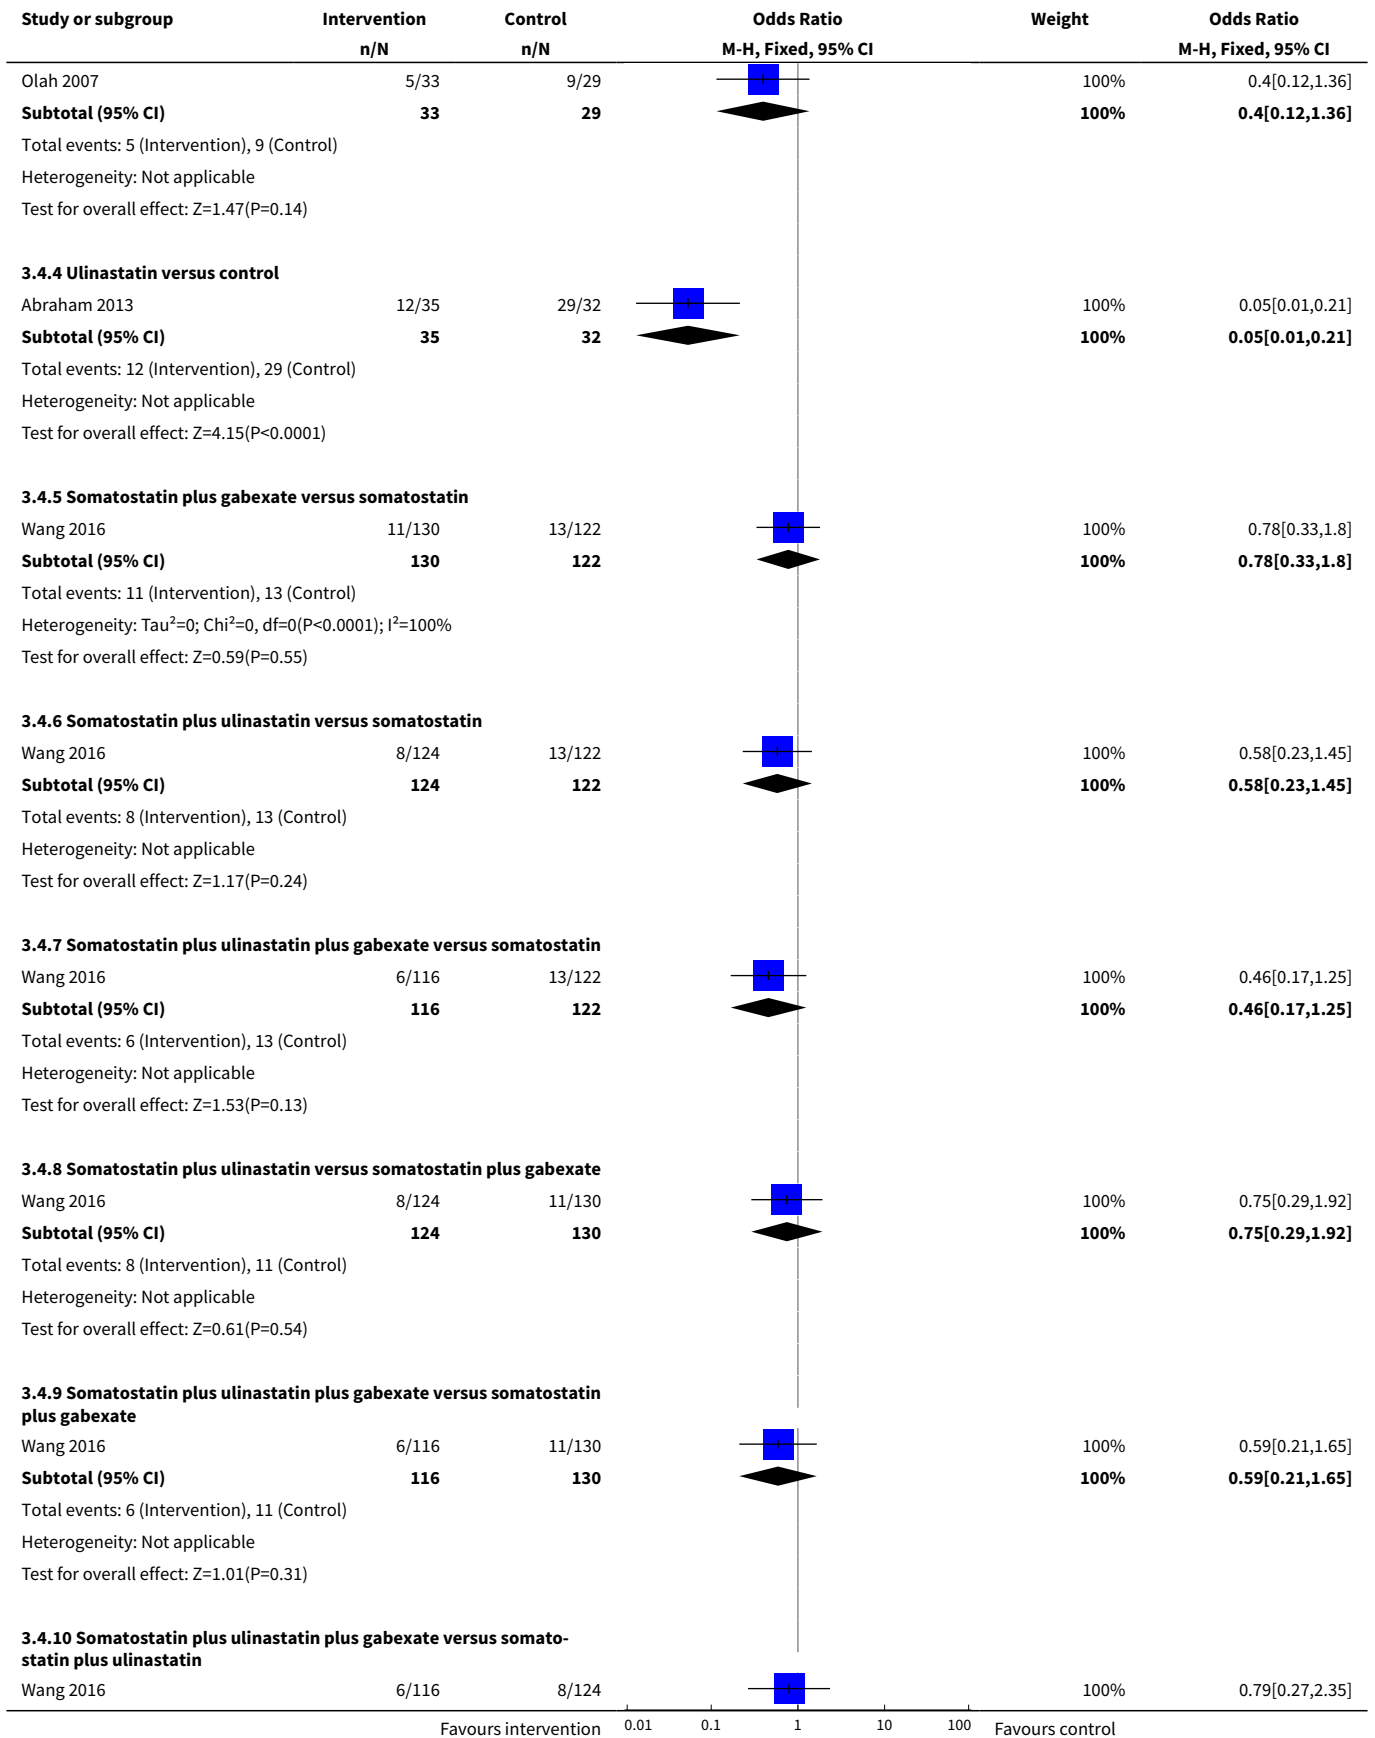 Study or subgroup Intervention Control Odds Ratio Weight Odds Ratio
n/N n/N M-H, Fixed, 95% CI M-H, Fixed, 95% CI
Olah 2007 5/33 9/29 100% 0.4[0.12,1.36]
Subtotal (95% CI) 33 29 100% 0.4[0.12,1.36]
Total events: 5 (Intervention), 9 (Control)
Heterogeneity: Not applicable
Test for overall effect: Z=1.47(P=0.14)
3.4.4 Ulinastatin versus control
Abraham 2013 12/35 29/32 100% 0.05[0.01,0.21]
Subtotal (95% CI) 35 32 100% 0.05[0.01,0.21]
Total events: 12 (Intervention), 29 (Control)
Heterogeneity: Not applicable
Test for overall effect: Z=4.15(P<0.0001)
3.4.5 Somatostatin plus gabexate versus somatostatin
Wang 2016 11/130 13/122 100% 0.78[0.33,1.8]
Subtotal (95% CI) 130 122 100% 0.78[0.33,1.8]
Total events: 11 (Intervention), 13 (Control)
Heterogeneity: Tau²=0; Chi²=0, df=0(P<0.0001); I²=100%
Test for overall effect: Z=0.59(P=0.55)
3.4.6 Somatostatin plus ulinastatin versus somatostatin
Wang 2016 8/124 13/122 100% 0.58[0.23,1.45]
Subtotal (95% CI) 124 122 100% 0.58[0.23,1.45]
Total events: 8 (Intervention), 13 (Control)
Heterogeneity: Not applicable
Test for overall effect: Z=1.17(P=0.24)
3.4.7 Somatostatin plus ulinastatin plus gabexate versus somatostatin
Wang 2016 6/116 13/122 100% 0.46[0.17,1.25]
Subtotal (95% CI) 116 122 100% 0.46[0.17,1.25]
Total events: 6 (Intervention), 13 (Control)
Heterogeneity: Not applicable
Test for overall effect: Z=1.53(P=0.13)
3.4.8 Somatostatin plus ulinastatin versus somatostatin plus gabexate
Wang 2016 8/124 11/130 100% 0.75[0.29,1.92]
Subtotal (95% CI) 124 130 100% 0.75[0.29,1.92]
Total events: 8 (Intervention), 11 (Control)
Heterogeneity: Not applicable
Test for overall effect: Z=0.61(P=0.54)
3.4.9 Somatostatin plus ulinastatin plus gabexate versus somatostatin
plus gabexate
Wang 2016 6/116 11/130 100% 0.59[0.21,1.65]
Subtotal (95% CI) 116 130 100% 0.59[0.21,1.65]
Total events: 6 (Intervention), 11 (Control)
Heterogeneity: Not applicable
Test for overall effect: Z=1.01(P=0.31)
3.4.10 Somatostatin plus ulinastatin plus gabexate versus somato-
statin plus ulinastatin
Wang 2016 6/116 8/124 100% 0.79[0.27,2.35]
Favours intervention 0.01 0.1 1 10 100 Favours control